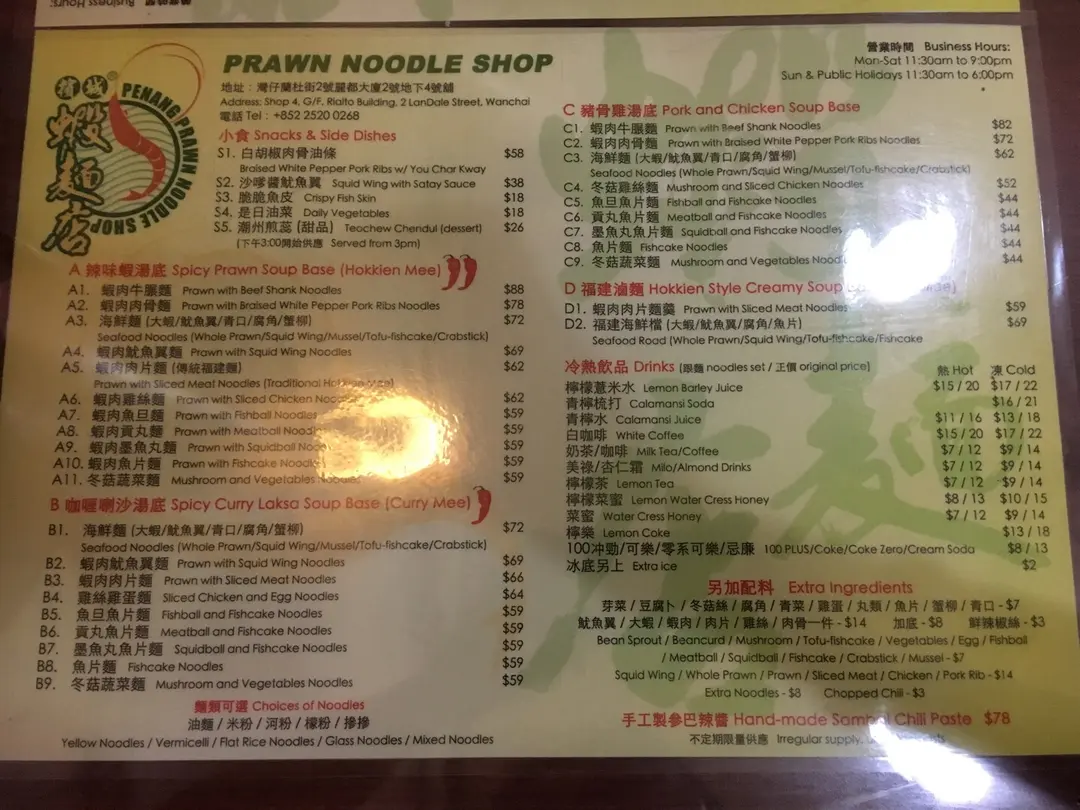 檳城
蝦麵店
PENANG PRAWN NOODLE SHOP
PRAWN NOODLE SHOP
地址：灣仔蘭杜街2號麗都大廈2號地下4號舖
Address: Shop 4, G/F, Rialto Building, 2 LanDale Street, Wanchai
電話 Tel : +852 2520 0268
營業時間 Business Hours:
Mon-Sat 11:30am to 9:00pm
Sun & Public Holidays 11:30am to 6:00pm
小食 Snacks & Side Dishes
S1. 白胡椒肉骨油條 $58
Braised White Pepper Pork Ribs w/ You Char Kway
S2. 沙嗲醬魷魚翼 Squid Wing with Satay Sauce $38
S3. 脆脆魚皮 Crispy Fish Skin $18
S4. 是日油菜 Daily Vegetables $18
S5. 潮州煎蕊 (甜品) Teochew Chendul (dessert) $26
(下午3:00開始供應 Served from 3pm)
A 辣味蝦湯底 Spicy Prawn Soup Base (Hokkien Mee)
A1. 蝦肉牛脹麵 Prawn with Beef Shank Noodles $88
A2. 蝦肉肉骨麵 Prawn with Braised White Pepper Pork Ribs Noodles $78
A3. 海鮮麵 (大蝦/魷魚翼/青口/腐角/蟹柳) $72
Seafood Noodles (Whole Prawn/Squid Wing/Mussel/Tofu-fishcake/Crabstick)
A4. 蝦肉魷魚翼麵 Prawn with Squid Wing Noodles $69
A5. 蝦肉肉片麵 (傳統福建麵) $62
Prawn with Sliced Meat Noodles (Traditional Hokkien Mee)
A6. 蝦肉雞絲麵 Prawn with Sliced Chicken Noodles $62
A7. 蝦肉魚旦麵 Prawn with Fishball Noodles $59
A8. 蝦肉貢丸麵 Prawn with Meatball Noodles $59
A9. 蝦肉墨魚丸麵 Prawn with Squidball Noodles $59
A10. 蝦肉魚片麵 Prawn with Fishcake Noodles $59
A11. 冬菇蔬菜麵 Mushroom and Vegetables Noodles $59
B 咖喱喇沙湯底 Spicy Curry Laksa Soup Base (Curry Mee)
B1. 海鮮麵 (大蝦/魷魚翼/青口/腐角/蟹柳) $72
Seafood Noodles (Whole Prawn/Squid Wing/Mussel/Tofu-fishcake/Crabstick)
B2. 蝦肉魷魚翼麵 Prawn with Squid Wing Noodles $69
B3. 蝦肉肉片麵 Prawn with Sliced Meat Noodles $66
B4. 雞絲雞蛋麵 Sliced Chicken and Egg Noodles $64
B5. 魚旦魚片麵 Fishball and Fishcake Noodles $59
B6. 貢丸魚片麵 Meatball and Fishcake Noodles $59
B7. 墨魚丸魚片麵 Squidball and Fishcake Noodles $59
B8. 魚片麵 Fishcake Noodles $59
B9. 冬菇蔬菜麵 Mushroom and Vegetables Noodles $59
麵類可選 Choices of Noodles
油麵 / 米粉 / 河粉 / 檬粉 / 摻摻
Yellow Noodles / Vermicelli / Flat Rice Noodles / Glass Noodles / Mixed Noodles
C 豬骨雞湯底 Pork and Chicken Soup Base
C1. 蝦肉牛脹麵 Prawn with Beef Shank Noodles $82
C2. 蝦肉肉骨麵 Prawn with Braised White Pepper Pork Ribs Noodles $72
C3. 海鮮麵 (大蝦/魷魚翼/青口/腐角/蟹柳) $62
Seafood Noodles (Whole Prawn/Squid Wing/Mussel/Tofu-fishcake/Crabstick)
C4. 冬菇雞絲麵 Mushroom and Sliced Chicken Noodles $52
C5. 魚旦魚片麵 Fishball and Fishcake Noodles $44
C6. 貢丸魚片麵 Meatball and Fishcake Noodles $44
C7. 墨魚丸魚片麵 Squidball and Fishcake Noodles $44
C8. 魚片麵 Fishcake Noodles $44
C9. 冬菇蔬菜麵 Mushroom and Vegetables Noodles $44
D 福建滷麵 Hokkien Style Creamy Soup
D1. 蝦肉肉片麵羹 Prawn with Sliced Meat Noodles $59
D2. 福建海鮮檔 (大蝦/魷魚翼/腐角/魚片) $69
Seafood Road (Whole Prawn/Squid Wing/Tofu-fishcake/Fishcake
冷熱飲品 Drinks (跟麵 noodles set / 正價 original price) 熱 Hot 凍 Cold
檸檬薏米水 Lemon Barley Juice $15 / 20 $17 / 22
青檸梳打 Calamansi Soda $16 / 21
青檸水 Calamansi Juice $11 / 16 $13 / 18
白咖啡 White Coffee $15 / 20 $17 / 22
奶茶/咖啡 Milk Tea/Coffee $7 / 12 $9 / 14
美祿/杏仁霜 Milo/Almond Drinks $7 / 12 $9 / 14
檸檬茶 Lemon Tea $7 / 12 $9 / 14
檸檬菜蜜 Lemon Water Cress Honey $8 / 13 $10 / 15
菜蜜 Water Cress Honey $7 / 12 $9 / 14
檸樂 Lemon Coke $13 / 18
100冲勁/可樂/零系可樂/忌廉 100 PLUS/Coke/Coke Zero/Cream Soda $8 / 13
冰底另上 Extra ice $2
另加配料 Extra Ingredients
芽菜 / 豆腐卜 / 冬菇絲 / 腐角 / 青菜 / 雞蛋 / 丸類 / 魚片 / 蟹柳 / 青口 - $7
魷魚翼 / 大蝦 / 蝦肉 / 肉片 / 雞絲 / 肉骨一件 - $14 加底 - $8 鮮辣椒絲 - $3
Bean Sprout / Beancurd / Mushroom / Tofu-fishcake / Vegetables / Egg / Fishball
/ Meatball / Squidball / Fishcake / Crabstick / Mussel - $7
Squid Wing / Whole Prawn / Prawn / Sliced Meat / Chicken / Pork Rib - $14
Extra Noodles - $8 Chopped Chili - $3
手工製參巴辣醬 Hand-made Sambal Chili Paste $78
不定期限量供應 Irregular supply,